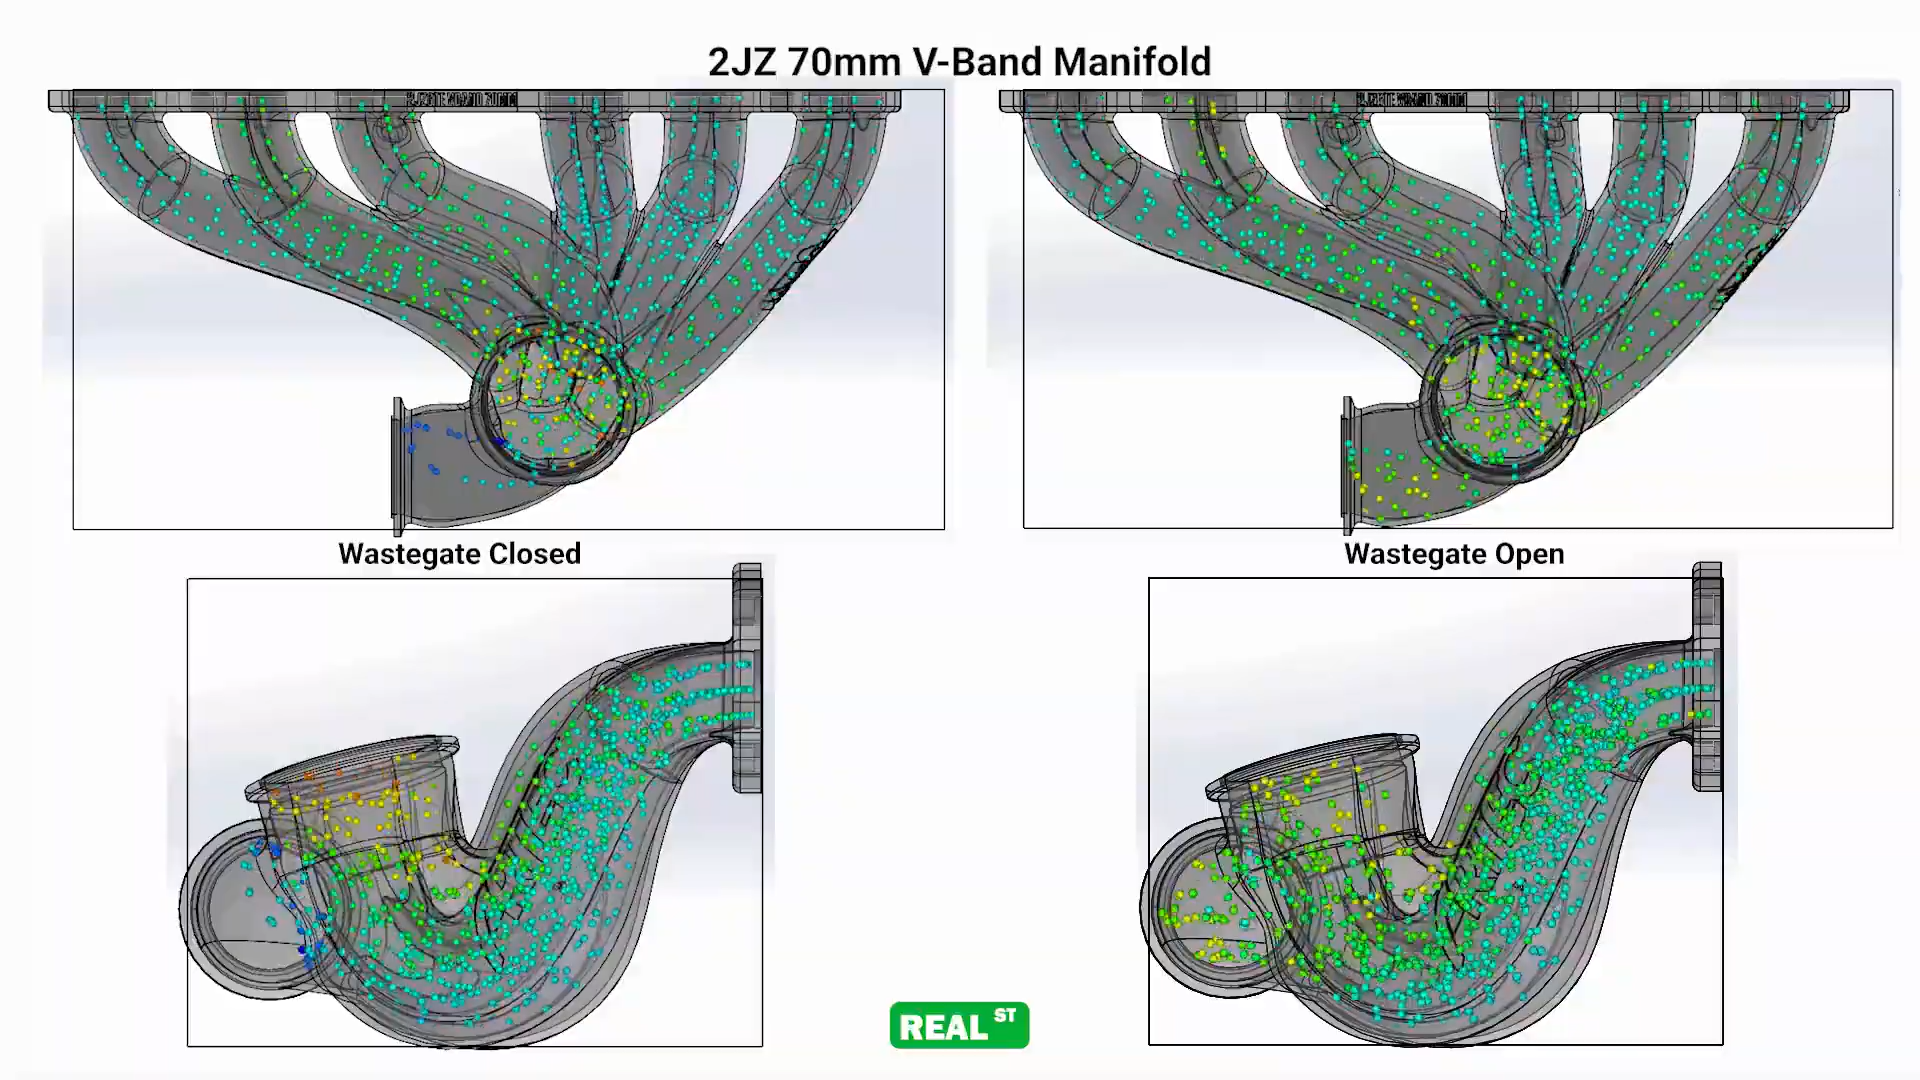 2JZ 70mm V-Band Manifold
Wastegate Closed
Wastegate Open
REAL ST